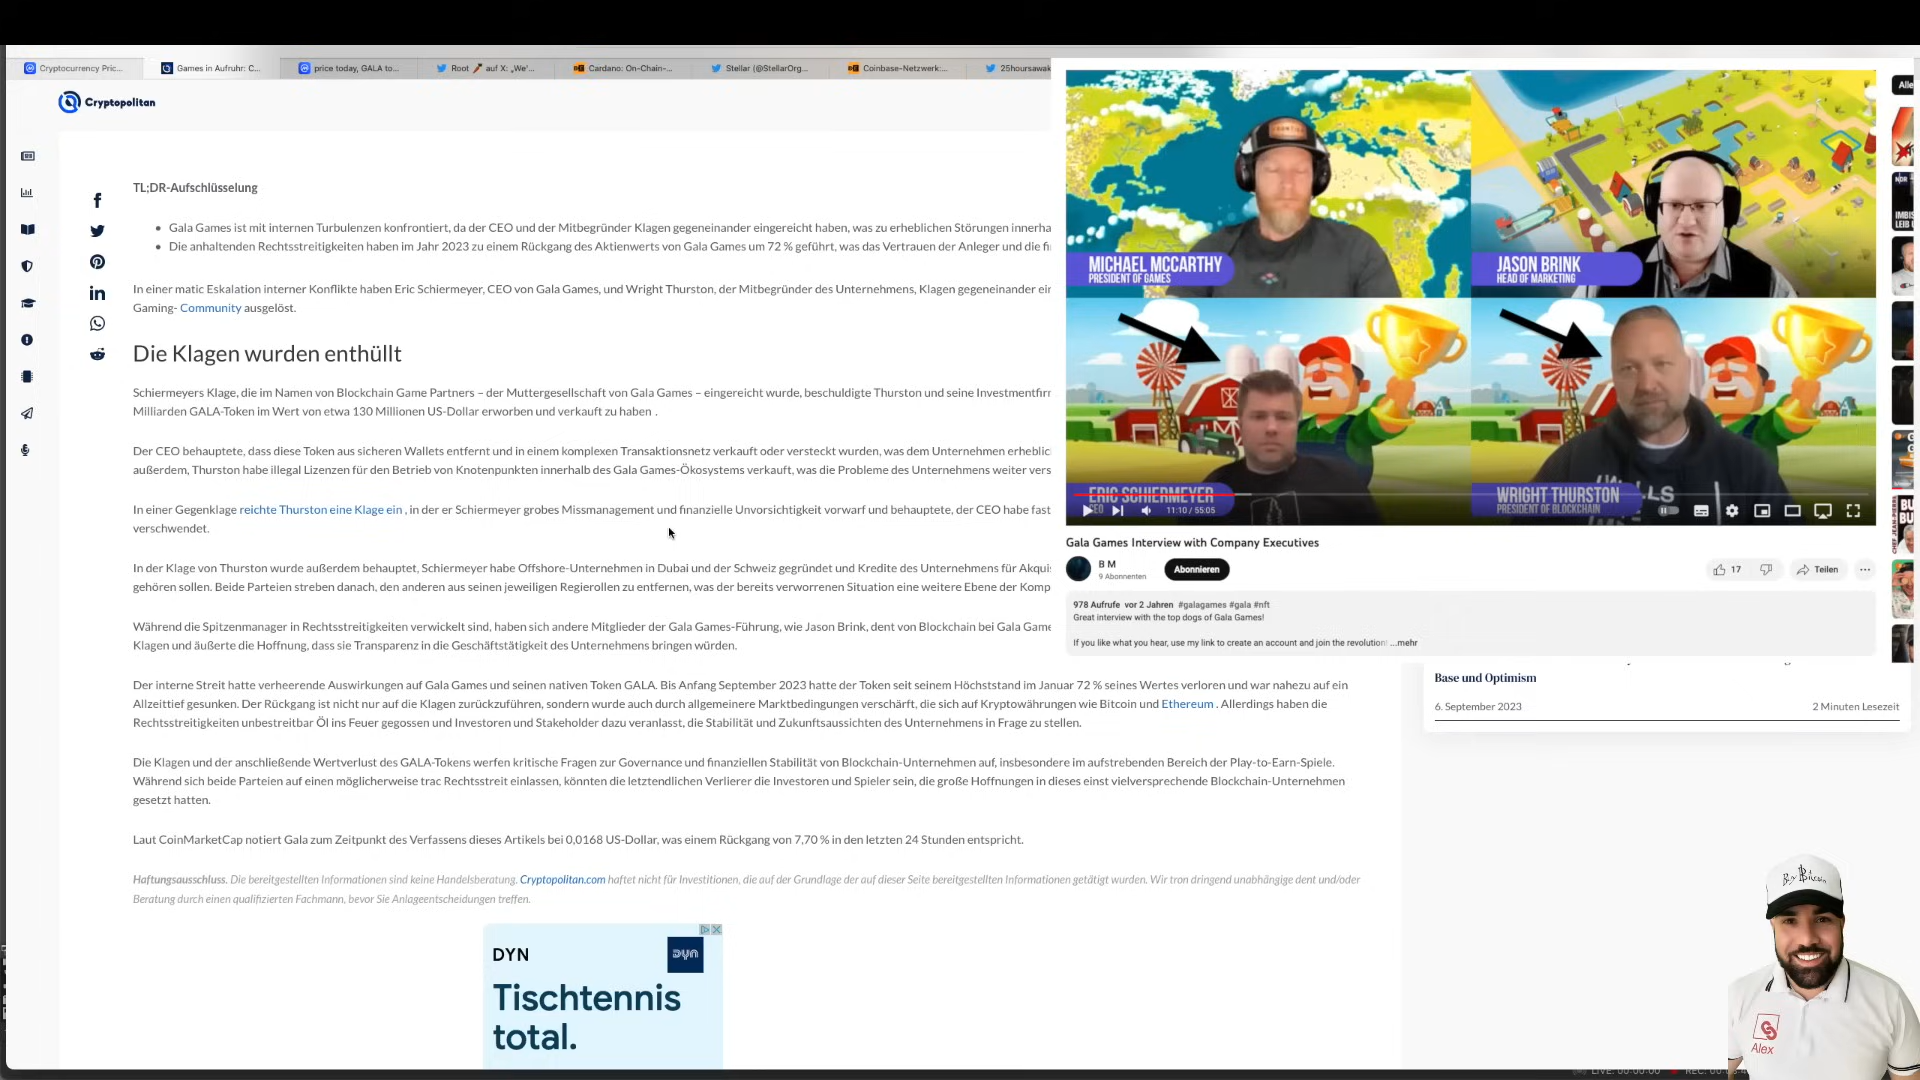 Cryptocurrency Pric...
Games in Aufruhr: C...
price today, GALA to...
Root auf X: „We'...
Cardano: On-Chain-...
Stellar (@StellarOrg...
Coinbase-Netzwerk:...
25hoursawak
Cryptopolitan
TL;DR-Aufschlüsselung
Gala Games ist mit internen Turbulenzen konfrontiert, da der CEO und der Mitbegründer Klagen gegeneinander eingereicht haben, was zu erheblichen Störungen innerha
Die anhaltenden Rechtsstreitigkeiten haben im Jahr 2023 zu einem Rückgang des Aktienwerts von Gala Games um 72 % geführt, was das Vertrauen der Anleger und die fi
In einer matic Eskalation interner Konflikte haben Eric Schiermeyer, CEO von Gala Games, und Wright Thurston, der Mitbegründer des Unternehmens, Klagen gegeneinander ein
Gaming- Community ausgelöst.
Die Klagen wurden enthüllt
Schiermeyers Klage, die im Namen von Blockchain Game Partners – der Muttergesellschaft von Gala Games – eingereicht wurde, beschuldigte Thurston und seine Investmentfirm
Milliarden GALA-Token im Wert von etwa 130 Millionen US-Dollar erworben und verkauft zu haben .
Der CEO behauptete, dass diese Token aus sicheren Wallets entfernt und in einem komplexen Transaktionsnetz verkauft oder versteckt wurden, was dem Unternehmen erheblic
außerdem, Thurston habe illegal Lizenzen für den Betrieb von Knotenpunkten innerhalb des Gala Games-Ökosystems verkauft, was die Probleme des Unternehmens weiter vers
In einer Gegenklage reichte Thurston eine Klage ein , in der er Schiermeyer grobes Missmanagement und finanzielle Unvorsichtigkeit vorwarf und behauptete, der CEO habe fast
verschwendet.
In der Klage von Thurston wurde außerdem behauptet, Schiermeyer habe Offshore-Unternehmen in Dubai und der Schweiz gegründet und Kredite des Unternehmens für Akqui
gehören sollen. Beide Parteien streben danach, den anderen aus seinen jeweiligen Regierollen zu entfernen, was der bereits verworrenen Situation eine weitere Ebene der Komp
Während die Spitzenmanager in Rechtsstreitigkeiten verwickelt sind, haben sich andere Mitglieder der Gala Games-Führung, wie Jason Brink, dent von Blockchain bei Gala Game
Klagen und äußerte die Hoffnung, dass sie Transparenz in die Geschäftstätigkeit des Unternehmens bringen würden.
Der interne Streit hatte verheerende Auswirkungen auf Gala Games und seinen nativen Token GALA. Bis Anfang September 2023 hatte der Token seit seinem Höchststand im Januar 72 % seines Wertes verloren und war nahezu auf ein
Allzeittief gesunken. Der Rückgang ist nicht nur auf die Klagen zurückzuführen, sondern wurde auch durch allgemeinere Marktbedingungen verschärft, die sich auf Kryptowährungen wie Bitcoin und Ethereum . Allerdings haben die
Rechtsstreitigkeiten unbestreitbar Öl ins Feuer gegossen und Investoren und Stakeholder dazu veranlasst, die Stabilität und Zukunftsaussichten des Unternehmens in Frage zu stellen.
Die Klagen und der anschließende Wertverlust des GALA-Tokens werfen kritische Fragen zur Governance und finanziellen Stabilität von Blockchain-Unternehmen auf, insbesondere im aufstrebenden Bereich der Play-to-Earn-Spiele.
Während sich beide Parteien auf einen möglicherweise trac Rechtsstreit einlassen, könnten die letztendlichen Verlierer die Investoren und Spieler sein, die große Hoffnungen in dieses einst vielversprechende Blockchain-Unternehmen
gesetzt hatten.
Laut CoinMarketCap notiert Gala zum Zeitpunkt des Verfassens dieses Artikels bei 0,0168 US-Dollar, was einem Rückgang von 7,70 % in den letzten 24 Stunden entspricht.
Haftungsausschluss. Die bereitgestellten Informationen sind keine Handelsberatung. Cryptopolitan.com haftet nicht für Investitionen, die auf der Grundlage der auf dieser Seite bereitgestellten Informationen getätigt wurden. Wir tron dringend unabhängige dent und/oder
Beratung durch einen qualifizierten Fachmann, bevor Sie Anlageentscheidungen treffen.
DYN
DYN
Tischtennis
total.
MICHAEL MCCARTHY
PRESIDENT OF GAMES
JASON BRINK
HEAD OF MARKETING
ERIC SCHIERMEYER
CEO
WRIGHT THURSTON
PRESIDENT OF BLOCKCHAIN
11:10 / 55:05
Gala Games Interview with Company Executives
B M
9 Abonnenten
Abonnieren
17
Teilen
978 Aufrufe vor 2 Jahren #galagames #gala #nft
Great interview with the top dogs of Gala Games!
If you like what you hear, use my link to create an account and join the revolution! ...mehr
Alle
Base und Optimism
6. September 2023
2 Minuten Lesezeit
Alex